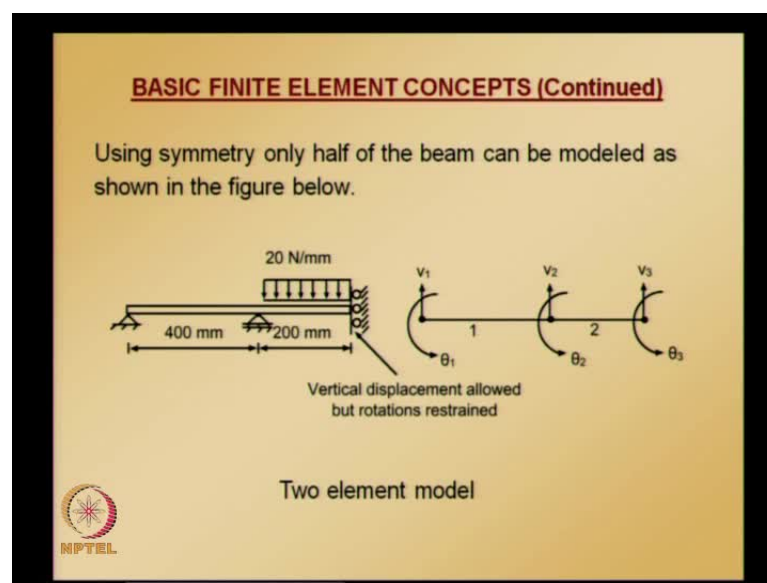 BASIC FINITE ELEMENT CONCEPTS (Continued)
Using symmetry only half of the beam can be modeled as
shown in the figure below.
20 N/mm
400 mm
200 mm
v₁
v₂
v₃
1
2
θ₁
θ₂
θ₃
Vertical displacement allowed
but rotations restrained
Two element model
NPTEL